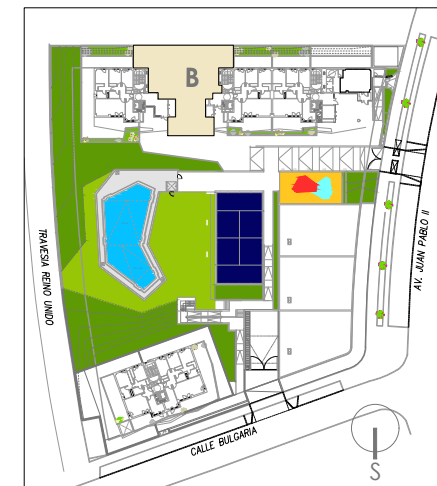 B
TRAVESIA REINO UNIDO
AV. JUAN PABLO II
CALLE BULGARIA
S